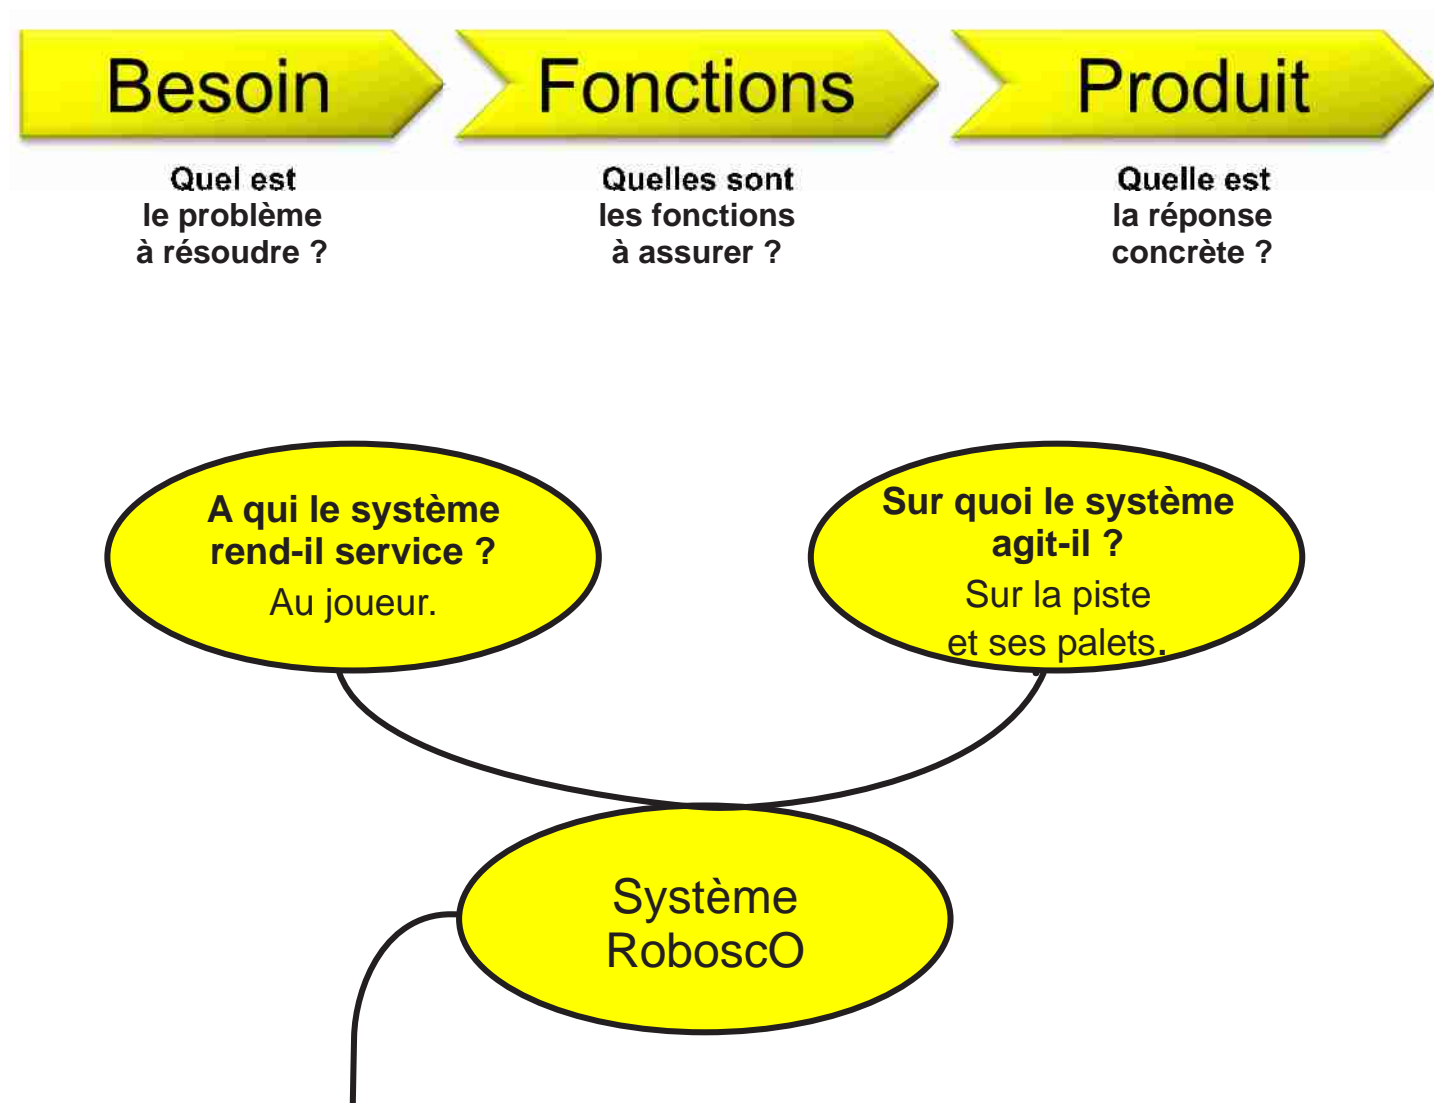 Besoin
Fonctions
Produit
Quel est
le problème
à résoudre ?
Quelles sont
les fonctions
à assurer ?
Quelle est
la réponse
concrète ?
A qui le système
rend-il service ?
Au joueur.
Sur quoi le système
agit-il ?
Sur la piste
et ses palets.
Système
RoboscO